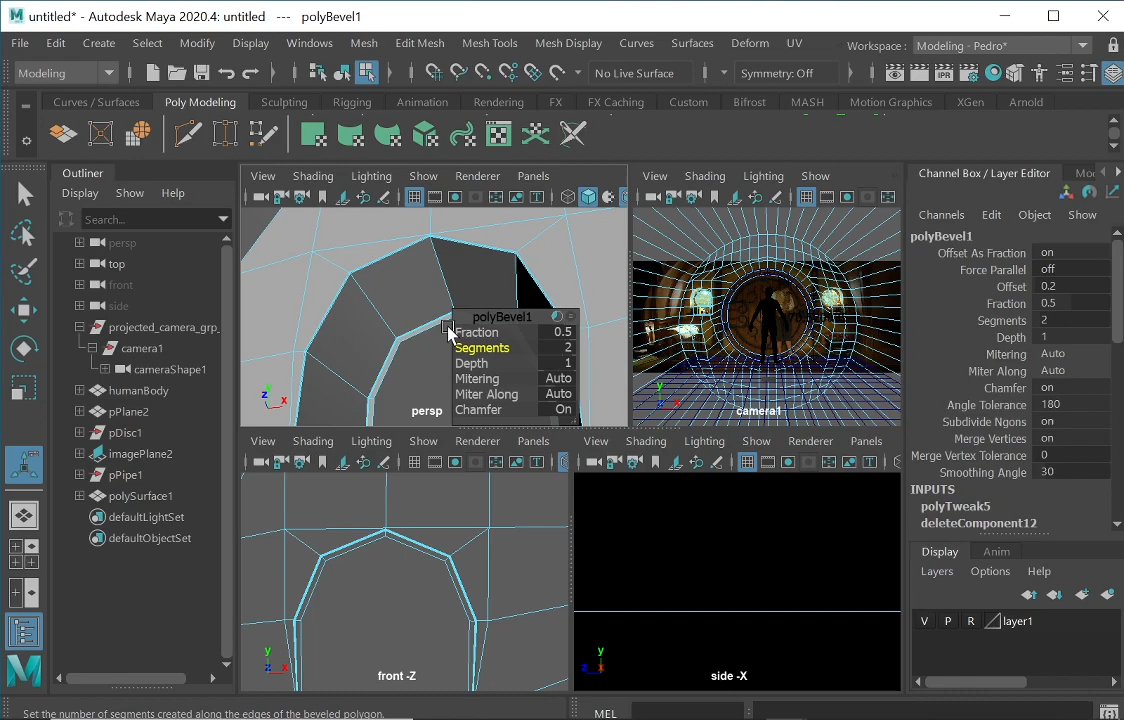 untitled* - Autodesk Maya 2020.4: untitled --- polyBevel1
File Edit Create Select Modify Display Windows Mesh Edit Mesh Mesh Tools Mesh Display Curves Surfaces Deform UV Workspace : Modeling - Pedro*
Modeling No Live Surface Symmetry: Off
Curves / Surfaces Poly Modeling Sculpting Rigging Animation Rendering FX FX Caching Custom Bifrost MASH Motion Graphics XGen Arnold
Outliner
Display Show Help
Search...
persp
top
front
side
projected_camera_grp_
camera1
cameraShape1
humanBody
pPlane2
pDisc1
imagePlane2
pPipe1
polySurface1
defaultLightSet
defaultObjectSet
View Shading Lighting Show Renderer Panels
polyBevel1
Fraction 0.5
Segments 2
Depth 1
Mitering Auto
Miter Along Auto
Chamfer On
y
z x
persp
View Shading Lighting Show
y
z x
camera1
View Shading Lighting Show Renderer Panels
y
z x
front -Z
View Shading Lighting Show Renderer Panels
y
z x
side -X
Channel Box / Layer Editor
Channels Edit Object Show
polyBevel1
Offset As Fraction on
Force Parallel off
Offset 0.2
Fraction 0.5
Segments 2
Depth 1
Mitering Auto
Miter Along Auto
Chamfer on
Angle Tolerance 180
Subdivide Ngons on
Merge Vertices on
Merge Vertex Tolerance 0
Smoothing Angle 30
INPUTS
polyTweak5
deleteComponent12
Display Anim
Layers Options Help
V P R layer1
Set the number of segments created along the edges of the beveled polygon.
MEL